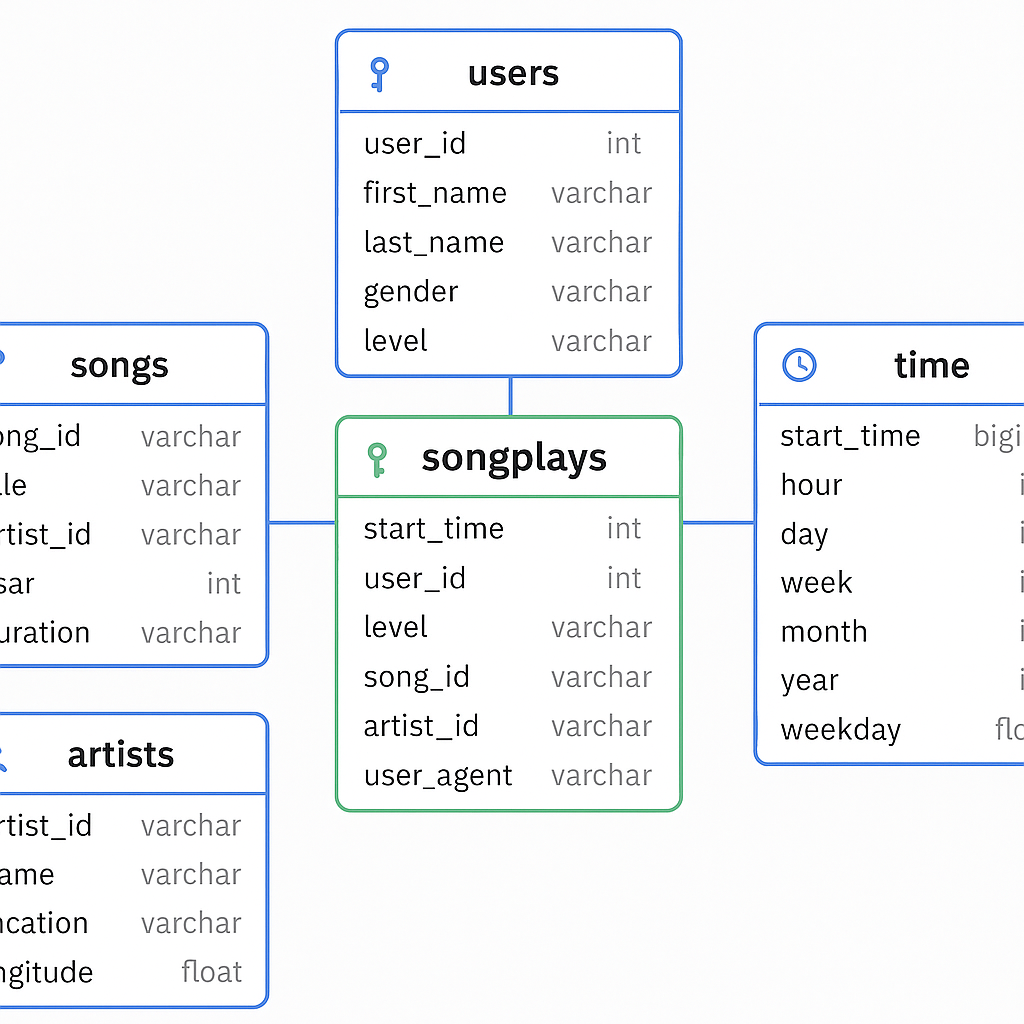 users
user_id int
first_name varchar
last_name varchar
gender varchar
level varchar
songs
ong_id varchar
le varchar
rtist_id varchar
sar int
uration varchar
songplays
start_time int
user_id int
level varchar
song_id varchar
artist_id varchar
user_agent varchar
time
start_time bigi
hour i
day i
week i
month i
year i
weekday flo
artists
rtist_id varchar
ame varchar
cation varchar
ngitude float